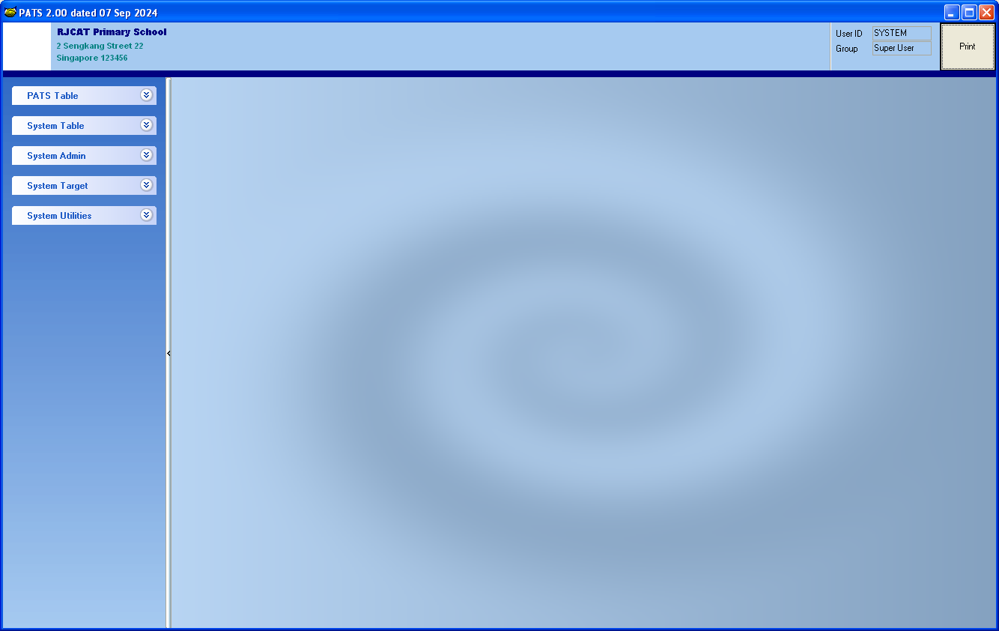 PATS 2.00 dated 07 Sep 2024
RJCAT Primary School
2 Sengkang Street 22
Singapore 123456
User ID SYSTEM
Group Super User
Print
PATS Table
System Table
System Admin
System Target
System Utilities